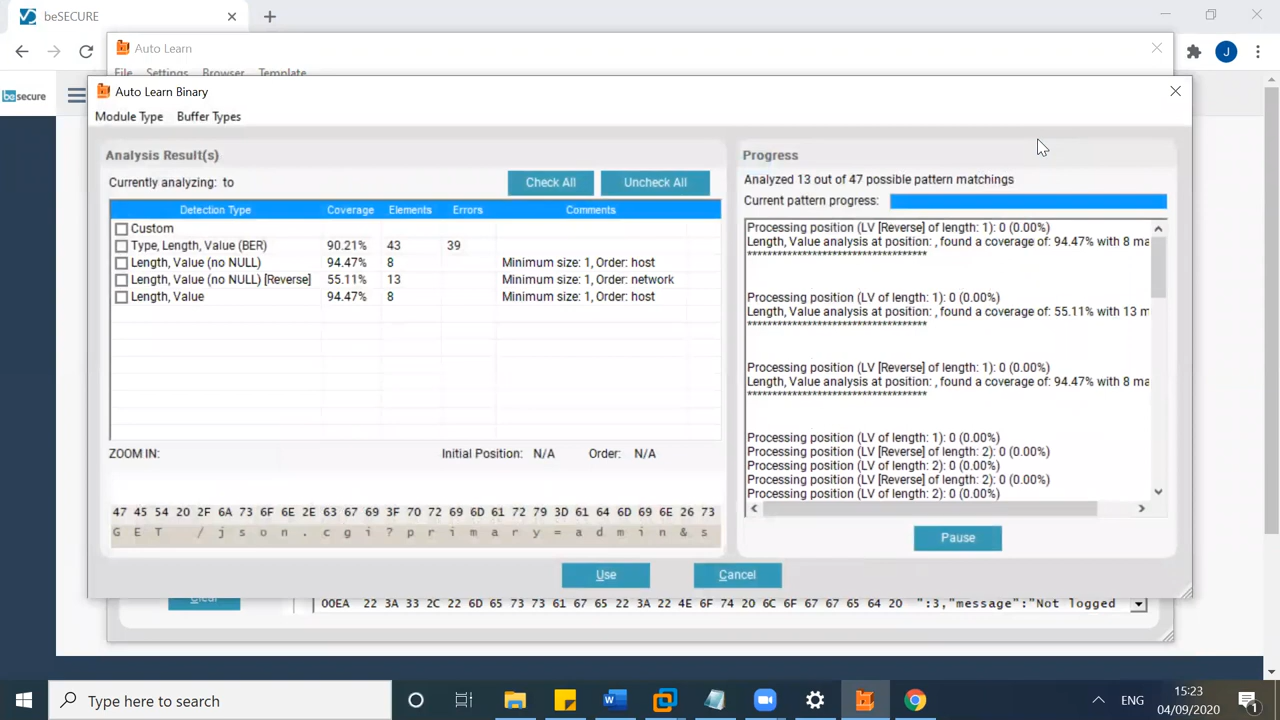 beSECURE
Auto Learn
File Settings Browser Template
Auto Learn Binary
besecure
Module Type Buffer Types
Analysis Result(s)
Currently analyzing: to
Check All
Uncheck All
Detection Type Coverage Elements Errors Comments
Custom
Type, Length, Value (BER) 90.21% 43 39
Length, Value (no NULL) 94.47% 8 Minimum size: 1, Order: host
Length, Value (no NULL) [Reverse] 55.11% 13 Minimum size: 1, Order: network
Length, Value 94.47% 8 Minimum size: 1, Order: host
ZOOM IN: Initial Position: N/A Order: N/A
47 45 54 20 2F 6A 73 6F 6E 2E 63 67 69 3F 70 72 69 6D 61 72 79 3D 61 64 6D 69 6E 26 73
G E T / j s o n . c g i ? p r i m a r y = a d m i n & s
Progress
Analyzed 13 out of 47 possible pattern matchings
Current pattern progress:
Processing position (LV [Reverse] of length: 1): 0 (0.00%)
Length, Value analysis at position: , found a coverage of: 94.47% with 8 ma
**********************************
Processing position (LV of length: 1): 0 (0.00%)
Length, Value analysis at position: , found a coverage of: 55.11% with 13 m
**********************************
Processing position (LV [Reverse] of length: 1): 0 (0.00%)
Length, Value analysis at position: , found a coverage of: 94.47% with 8 ma
**********************************
Processing position (LV of length: 1): 0 (0.00%)
Processing position (LV [Reverse] of length: 2): 0 (0.00%)
Processing position (LV of length: 2): 0 (0.00%)
Processing position (LV [Reverse] of length: 2): 0 (0.00%)
Processing position (LV of length: 2): 0 (0.00%)
Pause
Use
Cancel
Clear
00EA 22 3A 33 2C 22 6D 65 73 73 61 67 65 22 3A 22 4E 6F 74 20 6C 6F 67 67 65 64 20 ":3,"message":"Not logged
Type here to search
ENG
15:23
04/09/2020
J
1